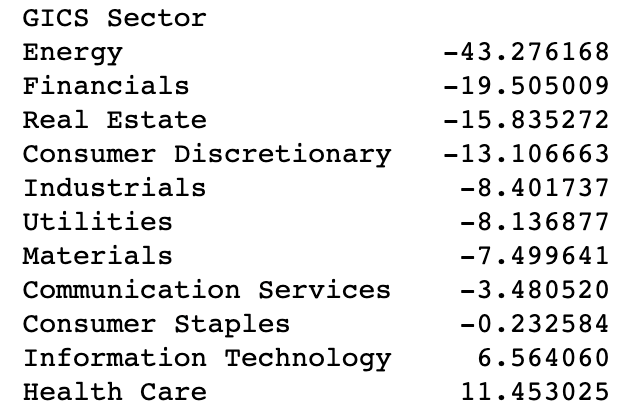 GICS Sector
Energy -43.276168
Financials -19.505009
Real Estate -15.835272
Consumer Discretionary -13.106663
Industrials -8.401737
Utilities -8.136877
Materials -7.499641
Communication Services -3.480520
Consumer Staples -0.232584
Information Technology 6.564060
Health Care 11.453025